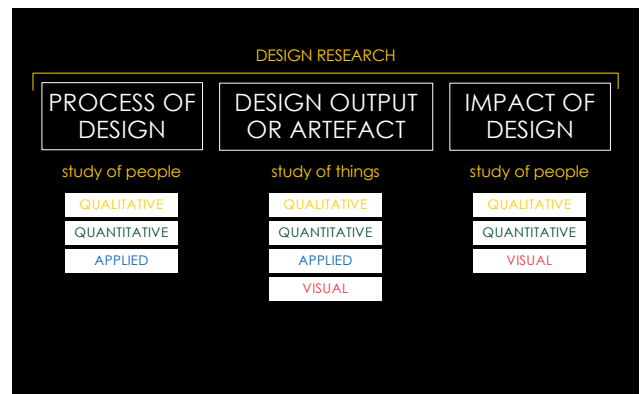 DESIGN RESEARCH
PROCESS OF
DESIGN
study of people
QUALITATIVE
QUANTITATIVE
APPLIED
DESIGN OUTPUT
OR ARTEFACT
study of things
QUALITATIVE
QUANTITATIVE
APPLIED
VISUAL
IMPACT OF
DESIGN
study of people
QUALITATIVE
QUANTITATIVE
VISUAL